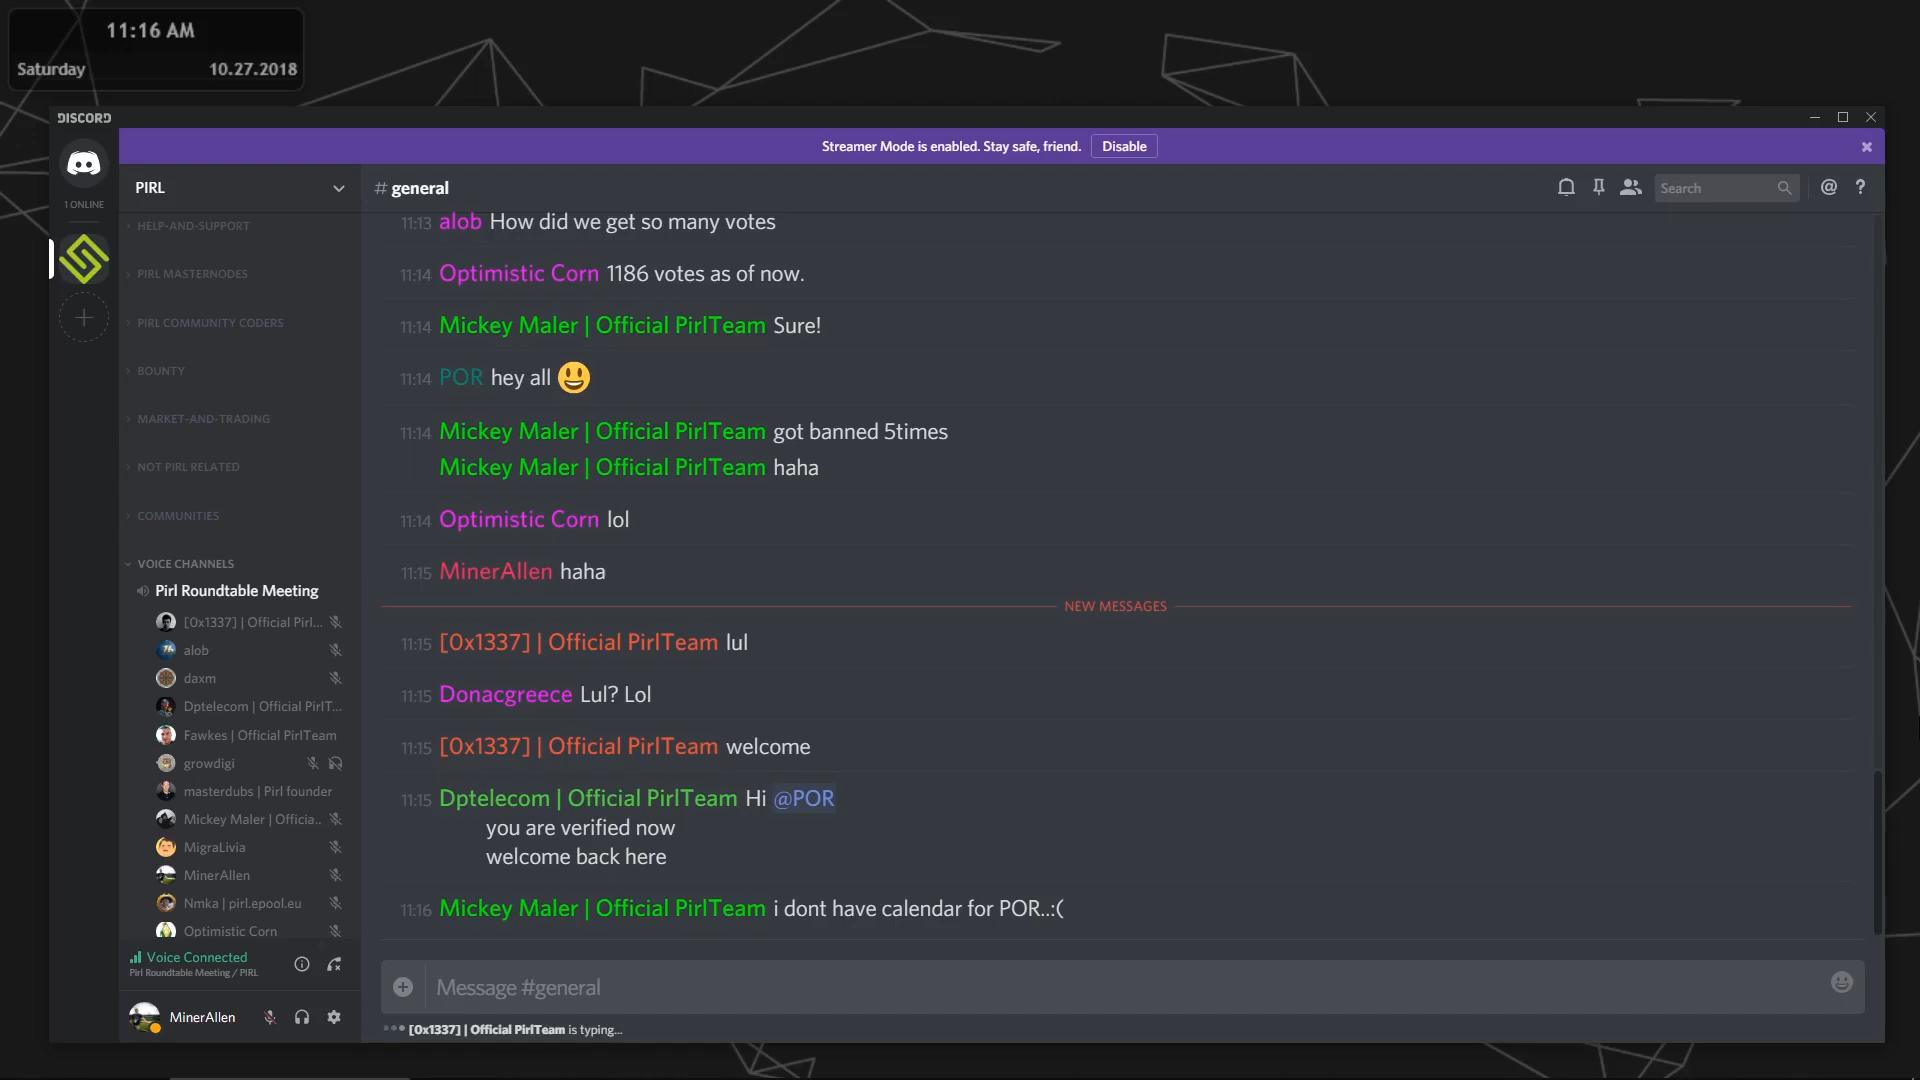 11:16 AM
Saturday 10.27.2018
DISCORD
Streamer Mode is enabled. Stay safe, friend. Disable
1 ONLINE
PIRL
HELP-AND-SUPPORT
PIRL MASTERNODES
PIRL COMMUNITY CODERS
BOUNTY
MARKET-AND-TRADING
NOT PIRL RELATED
COMMUNITIES
VOICE CHANNELS
Pirl Roundtable Meeting
[0x1337] | Official Pirl...
alob
daxm
Dptelecom | Official PirlT...
Fawkes | Official PirlTeam
growdigi
masterdubs | Pirl founder
Mickey Maler | Officia...
MigraLivia
MinerAllen
Nmka | pirl.epool.eu
Optimistic Corn
Voice Connected
Pirl Roundtable Meeting / PIRL
MinerAllen
# general
Search
@ ?
11:13 alob How did we get so many votes
11:14 Optimistic Corn 1186 votes as of now.
11:14 Mickey Maler | Official PirlTeam Sure!
11:14 POR hey all 😃
11:14 Mickey Maler | Official PirlTeam got banned 5times
Mickey Maler | Official PirlTeam haha
11:14 Optimistic Corn lol
11:15 MinerAllen haha
NEW MESSAGES
11:15 [0x1337] | Official PirlTeam lul
11:15 Donacgreece Lul? Lol
11:15 [0x1337] | Official PirlTeam welcome
11:15 Dptelecom | Official PirlTeam Hi @POR
you are verified now
welcome back here
11:16 Mickey Maler | Official PirlTeam i dont have calendar for POR..:(
Message #general
[0x1337] | Official PirlTeam is typing...